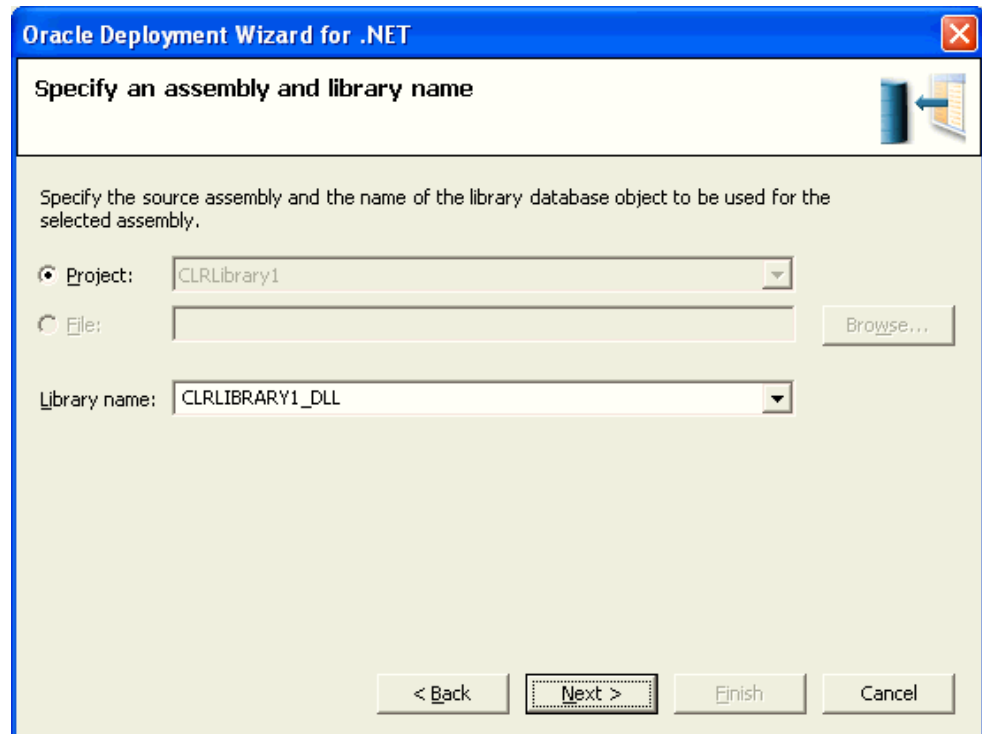 Oracle Deployment Wizard for .NET
Specify an assembly and library name
Specify the source assembly and the name of the library database object to be used for the
selected assembly.
Project: CLRLibrary1
File: Browse...
Library name: CLRLIBRARY1_DLL
< Back Next > Finish Cancel